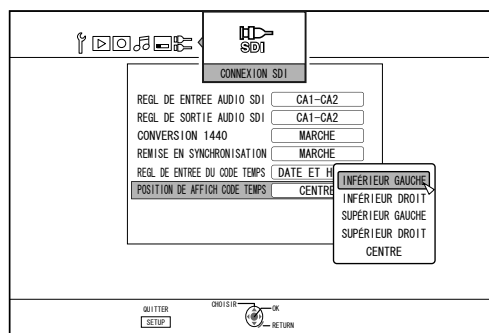 SDI
CONNEXION SDI
REGL DE ENTREE AUDIO SDI CA1-CA2
REGL DE SORTIE AUDIO SDI CA1-CA2
CONVERSION 1440 MARCHE
REMISE EN SYNCHRONISATION MARCHE
REGL DE ENTREE DU CODE TEMPS DATE ET H
POSITION DE AFFICH CODE TEMPS CENTRE
INFÉRIEUR GAUCHE
INFÉRIEUR DROIT
SUPÉRIEUR GAUCHE
SUPÉRIEUR DROIT
CENTRE
QUITTER
SETUP
CHOISIR
OK
RETURN